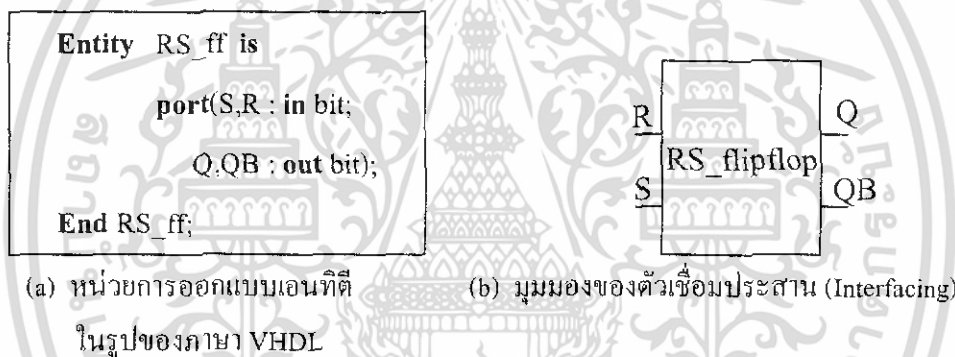 Entity RS_ff is
port(S,R : in bit;
Q,QB : out bit);
End RS_ff;
(a) หน่วยการออกแบบเอนทิตี
ในรูปของภาษา VHDL
R
S
RS_flipflop
Q
QB
(b) มุมมองของตัวเชื่อมประสาน (Interfacing)